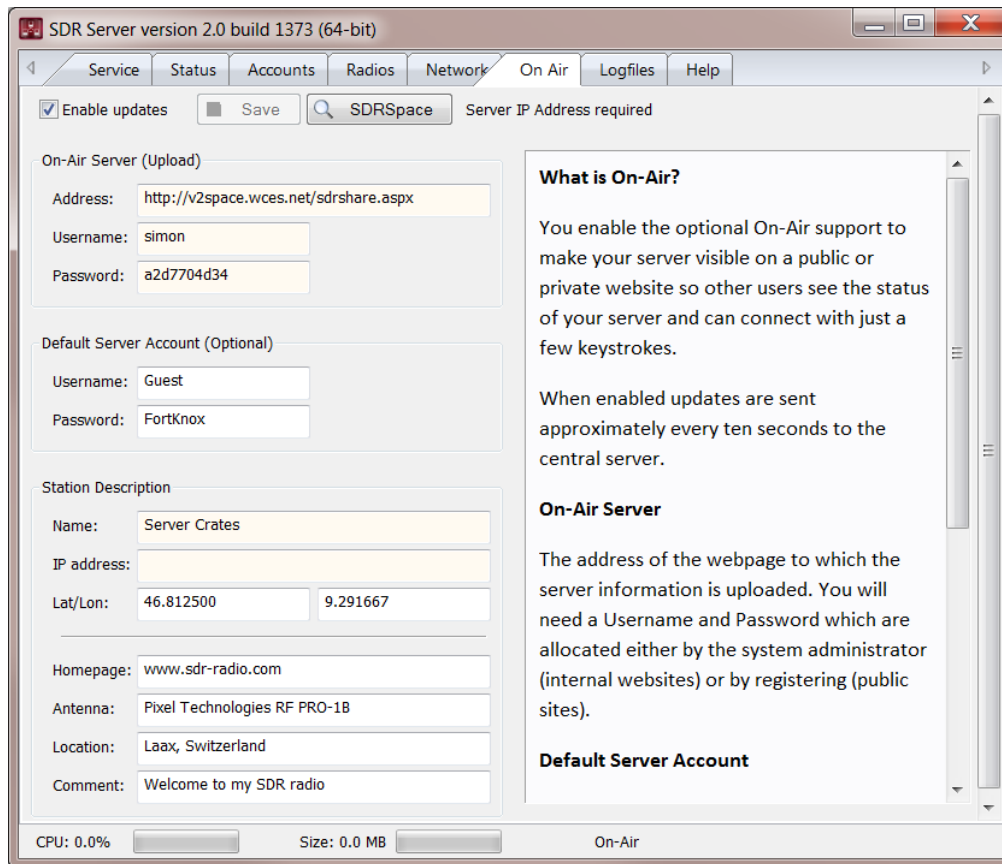 SDR Server version 2.0 build 1373 (64-bit)
Service Status Accounts Radios Network On Air Logfiles Help
Enable updates Save SDRSpace Server IP Address required
On-Air Server (Upload)
Address: http://v2space.wces.net/sdrshare.aspx
Username: simon
Password: a2d7704d34
Default Server Account (Optional)
Username: Guest
Password: FortKnox
Station Description
Name: Server Crates
IP address:
Lat/Lon: 46.812500 9.291667
Homepage: www.sdr-radio.com
Antenna: Pixel Technologies RF PRO-1B
Location: Laax, Switzerland
Comment: Welcome to my SDR radio
What is On-Air?
You enable the optional On-Air support to
make your server visible on a public or
private website so other users see the status
of your server and can connect with just a
few keystrokes.
When enabled updates are sent
approximately every ten seconds to the
central server.
On-Air Server
The address of the webpage to which the
server information is uploaded. You will
need a Username and Password which are
allocated either by the system administrator
(internal websites) or by registering (public
sites).
Default Server Account
CPU: 0.0% Size: 0.0 MB On-Air